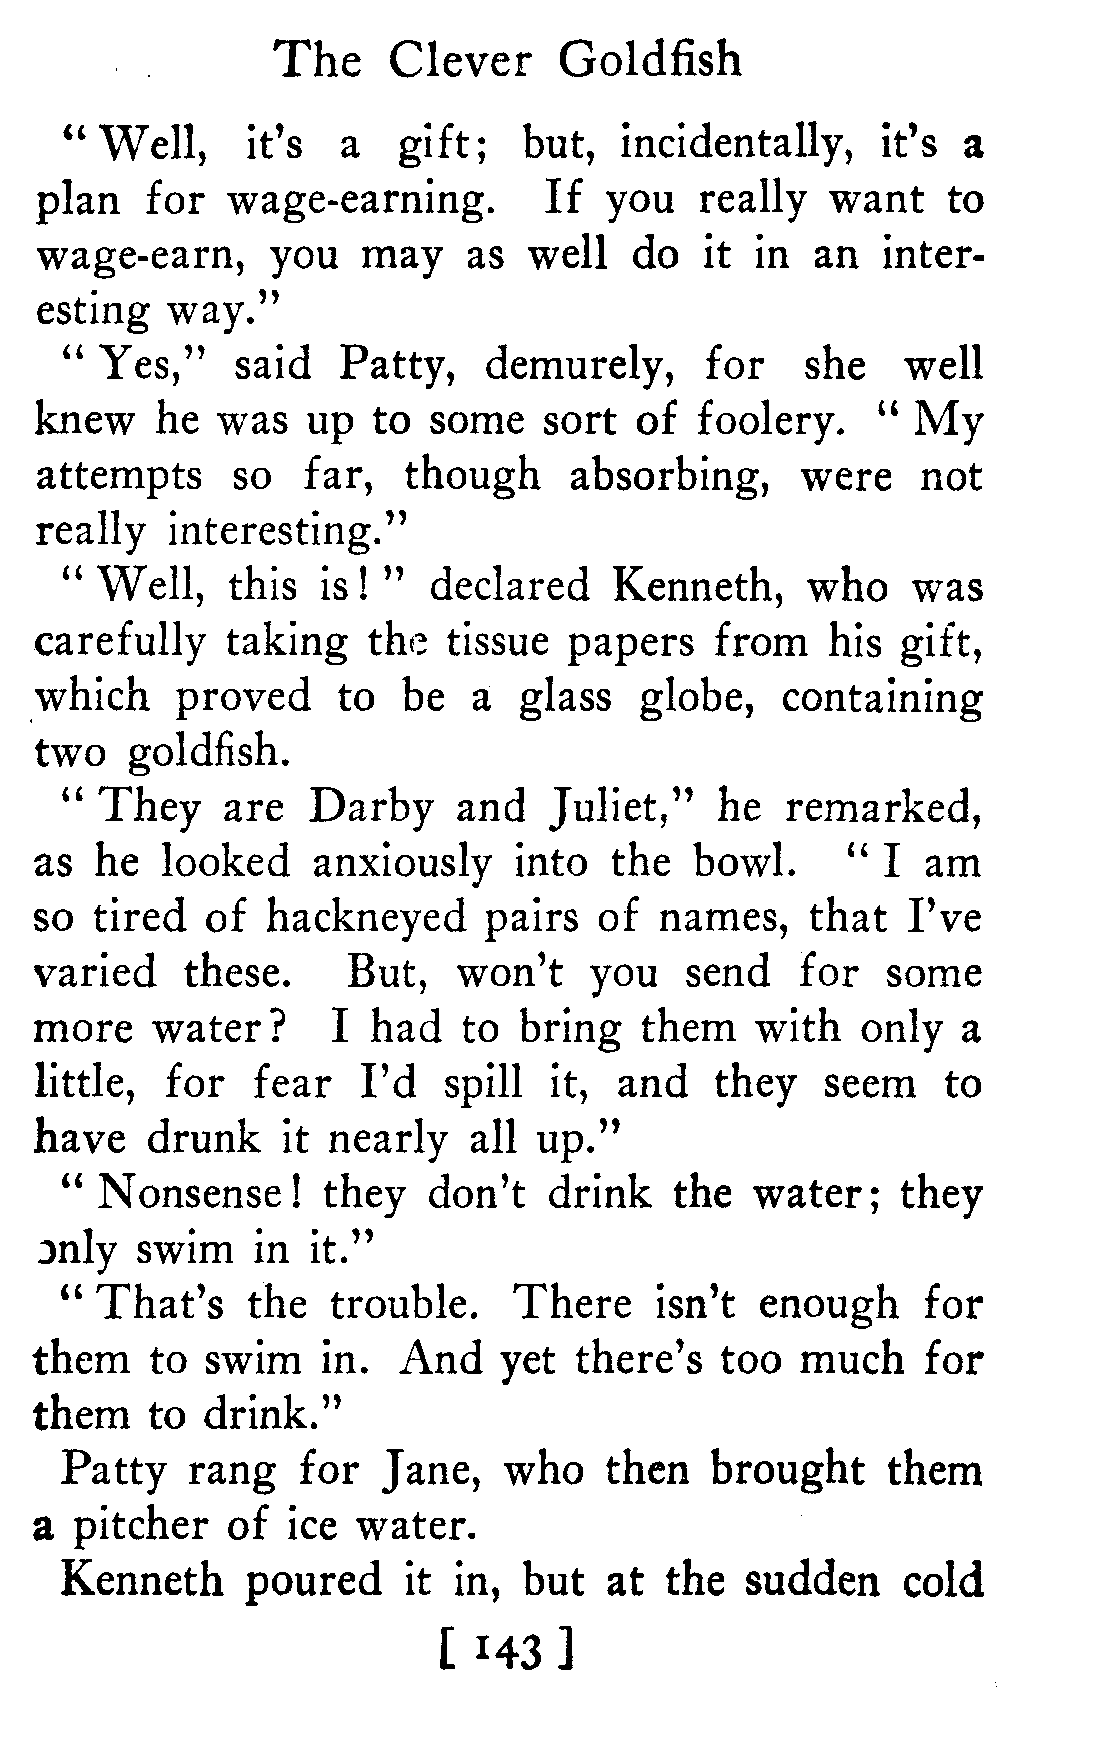 The Clever Goldfish
“ Well, it’s a gift; but, incidentally, it’s a
plan for wage-earning. If you really want to
wage-earn, you may as well do it in an inter-
esting way.”
“ Yes,” said Patty, demurely, for she well
knew he was up to some sort of foolery. “ My
attempts so far, though absorbing, were not
really interesting.”
“ Well, this is! ” declared Kenneth, who was
carefully taking the tissue papers from his gift,
which proved to be a glass globe, containing
two goldfish.
“ They are Darby and Juliet,” he remarked,
as he looked anxiously into the bowl. “ I am
so tired of hackneyed pairs of names, that I’ve
varied these. But, won’t you send for some
more water? I had to bring them with only a
little, for fear I’d spill it, and they seem to
have drunk it nearly all up.”
“ Nonsense! they don’t drink the water; they
only swim in it.”
“ That’s the trouble. There isn’t enough for
them to swim in. And yet there’s too much for
them to drink.”
Patty rang for Jane, who then brought them
a pitcher of ice water.
Kenneth poured it in, but at the sudden cold
[ 143 ]